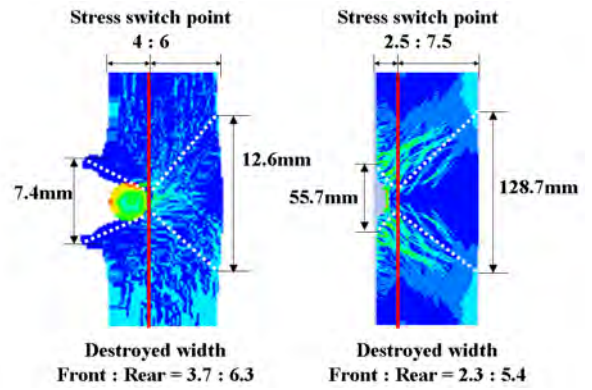 Stress switch point
4 : 6
7.4mm
12.6mm
Destroyed width
Front : Rear = 3.7 : 6.3
Stress switch point
2.5 : 7.5
55.7mm
128.7mm
Destroyed width
Front : Rear = 2.3 : 5.4